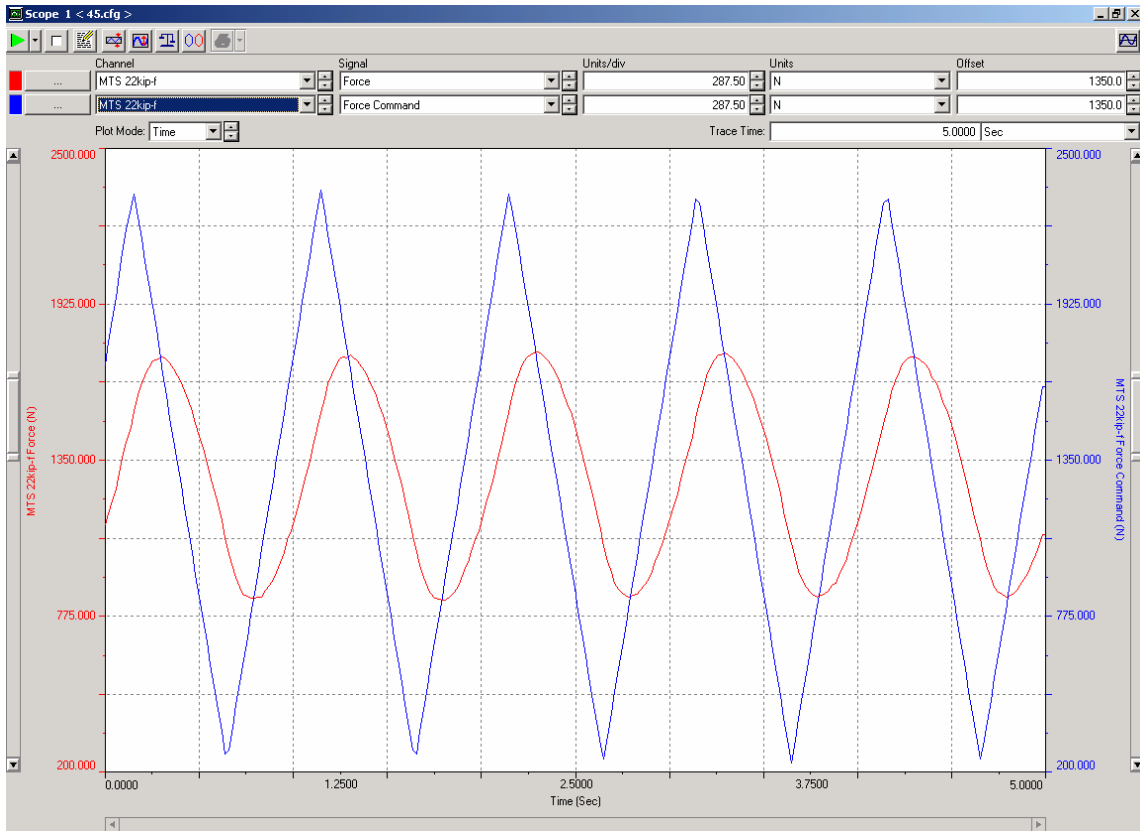 Scope 1 < 45.cfg >
Channel Signal Units/div Units Offset
... MTS 22kip-f Force 287.50 N 1350.0
... MTS 22kip-f Force Command 287.50 N 1350.0
Plot Mode: Time Trace Time: 5.0000 Sec
2500.000 2500.000
1925.000 1925.000
1350.000 1350.000
775.000 775.000
200.000 200.000
MTS 22kip-f Force (N)
MTS 22kip-f Force Command (N)
0.0000 1.2500 2.5000 3.7500 5.0000
Time (Sec)